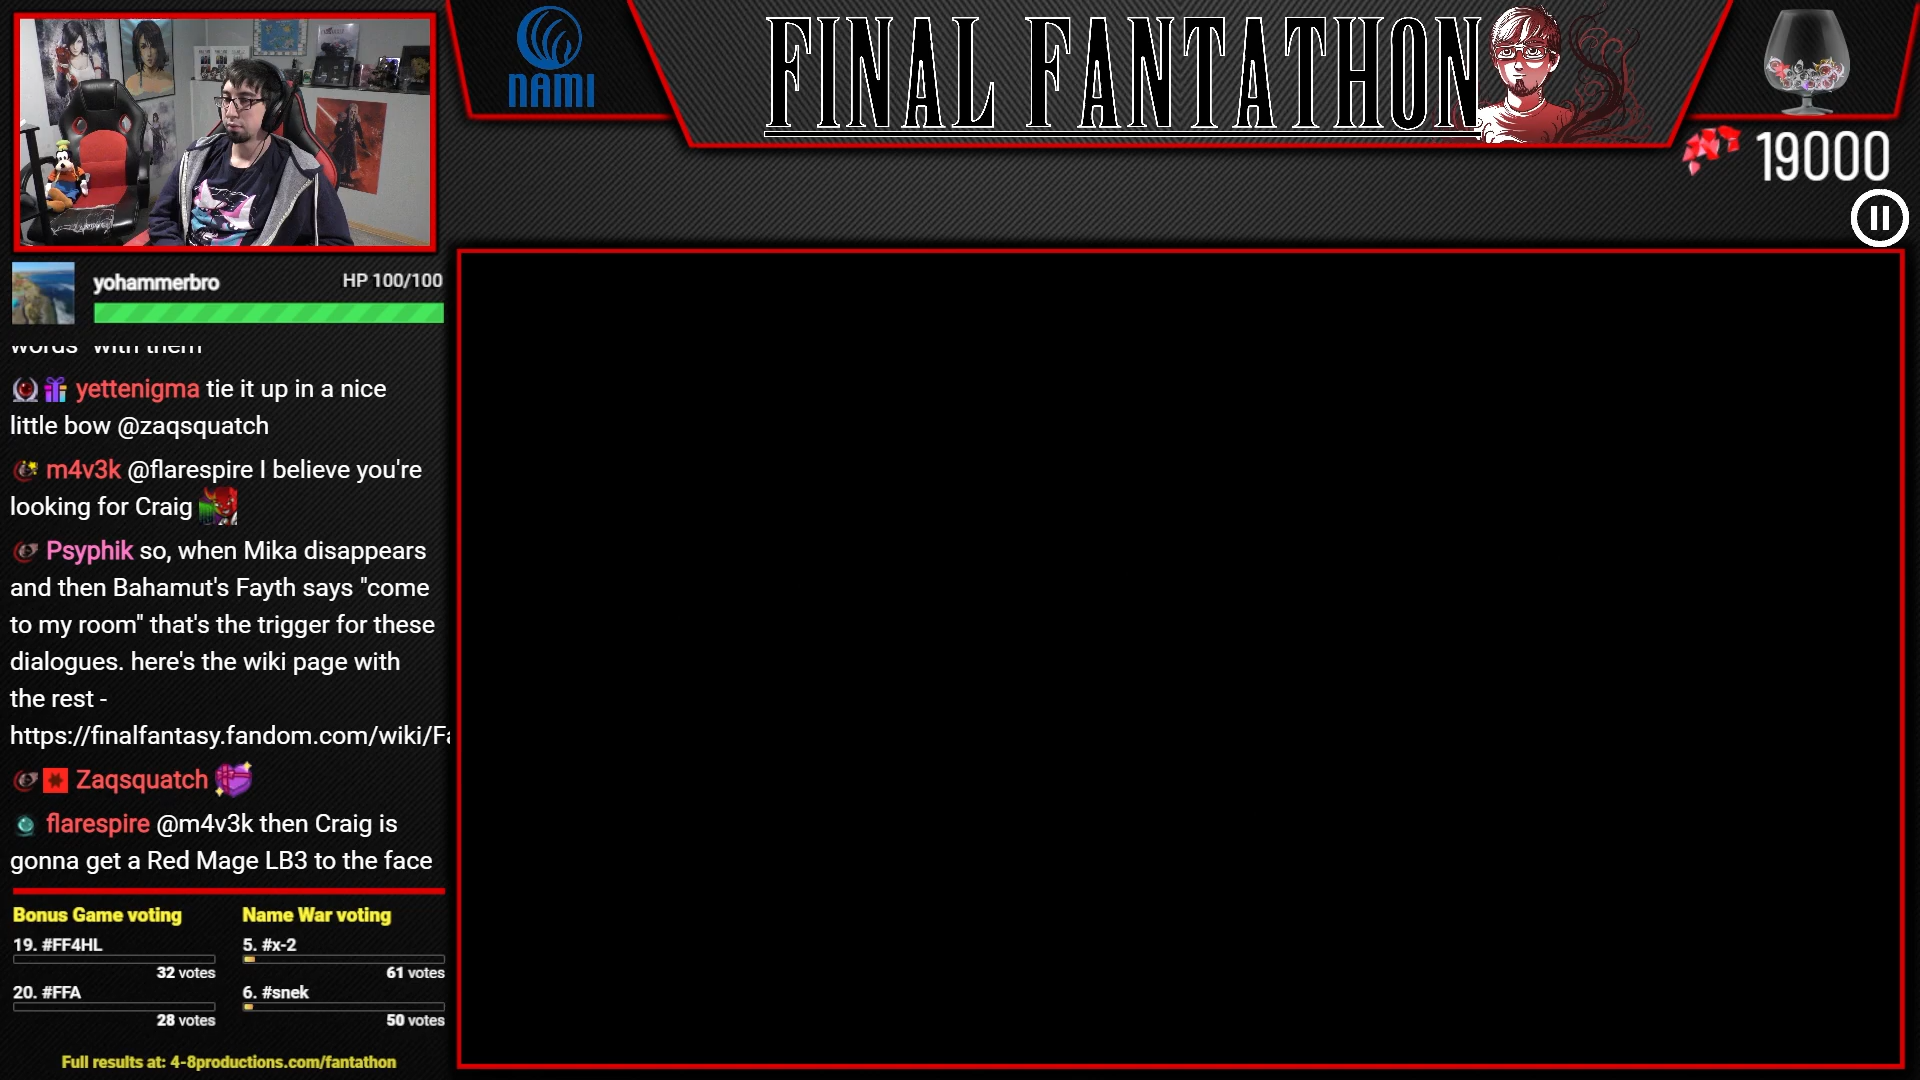 NAMI
FINAL FANTATHON
19000
yohammerbro
HP 100/100
words" with them
yettenigma tie it up in a nice
little bow @zaqsquatch
m4v3k @flarespire I believe you're
looking for Craig
Psyphik so, when Mika disappears
and then Bahamut's Fayth says "come
to my room" that's the trigger for these
dialogues. here's the wiki page with
the rest -
https://finalfantasy.fandom.com/wiki/Fa
Zaqsquatch
flarespire @m4v3k then Craig is
gonna get a Red Mage LB3 to the face
Bonus Game voting
19. #FF4HL
32 votes
20. #FFA
28 votes
Name War voting
5. #x-2
61 votes
6. #snek
50 votes
Full results at: 4-8productions.com/fantathon